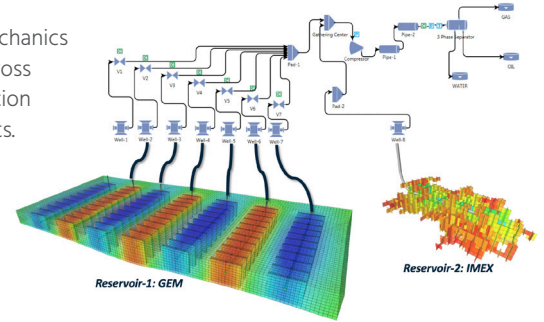 chanics
oss
tion
ts.
GAS
Pipe-2
3 Phase Separator
Gathering Center
Compressor
Pipe-1
OIL
WATER
Pad-1
V1
V2
V3
V4
V5
V6
V7
Pad-2
Well-1
Well-2
Well-3
Well-4
Well-5
Well-6
Well-7
Well-8
Reservoir-1: GEM
Reservoir-2: IMEX